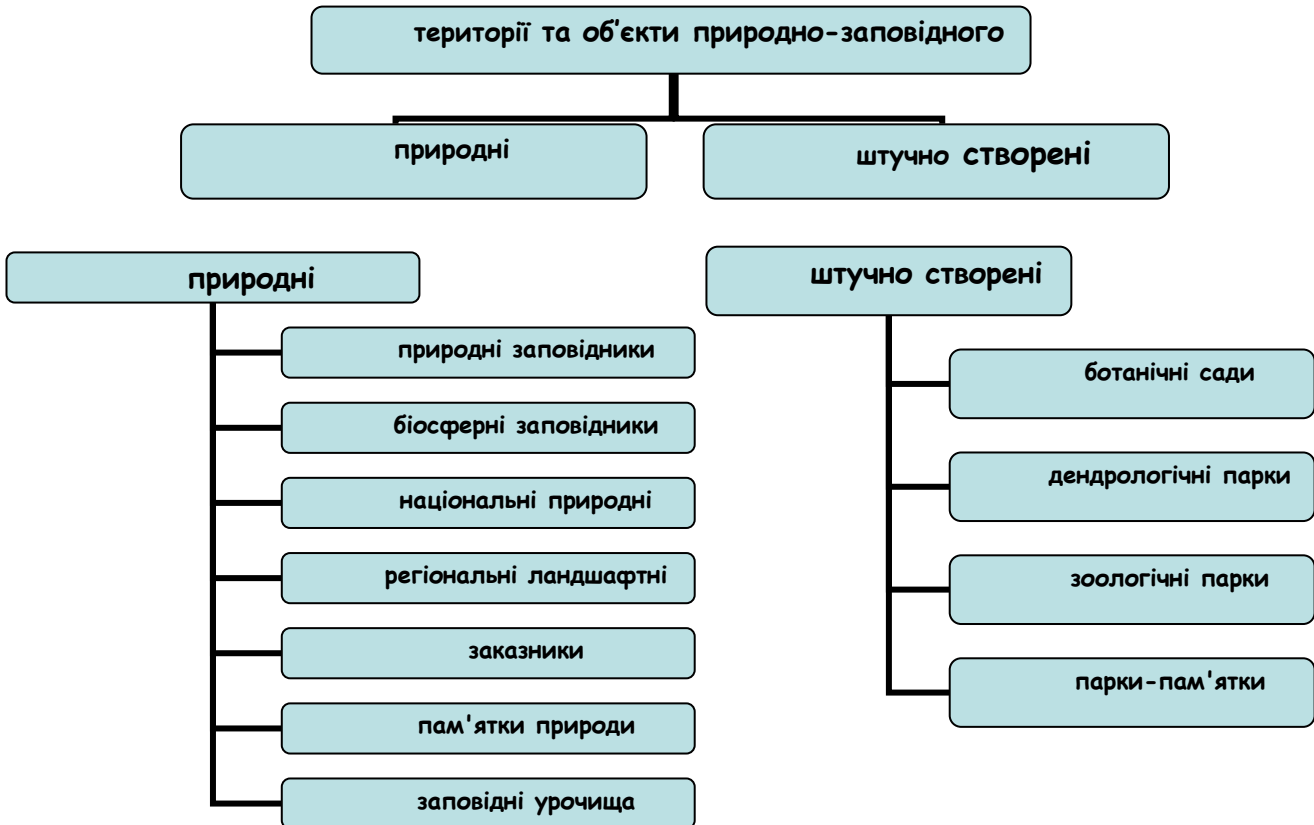 території та об'єкти природно-заповідного
природні
штучно створені
природні
природні заповідники
біосферні заповідники
національні природні
регіональні ландшафтні
заказники
пам'ятки природи
заповідні урочища
штучно створені
ботанічні сади
дендрологічні парки
зоологічні парки
парки-пам'ятки